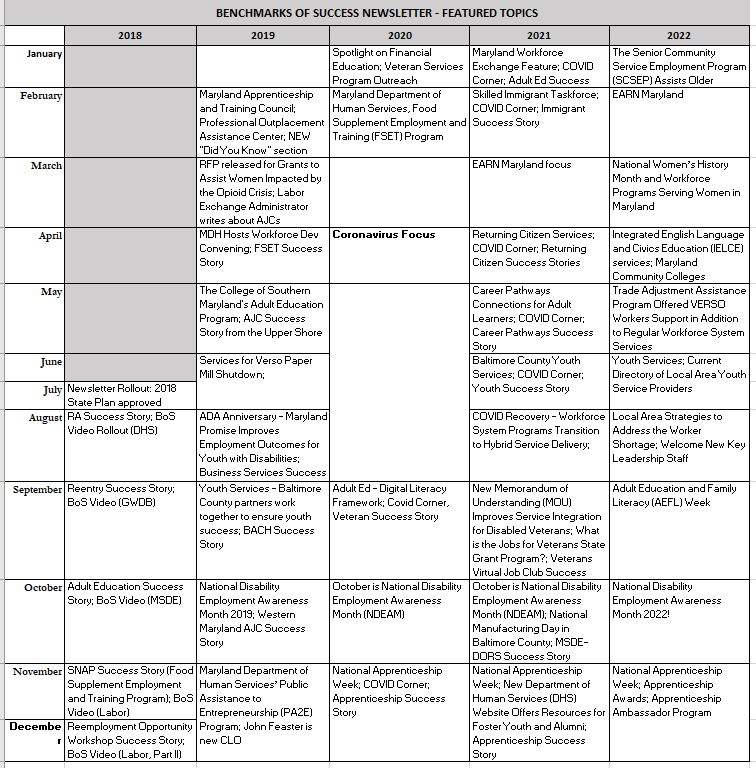 BENCHMARKS OF SUCCESS NEWSLETTER - FEATURED TOPICS
2018
2019
2020
2021
2022
January
Spotlight on Financial
Education; Veteran Services
Program Outreach
Maryland Workforce
Exchange Feature; COVID
Corner; Adult Ed Success
The Senior Community
Service Employment Program
(SCSEP) Assists Older
February
Maryland Apprenticeship
and Training Council;
Professional Outplacement
Assistance Center; NEW
"Did You Know" section
Maryland Department of
Human Services, Food
Supplement Employment and
Training (FSET) Program
Skilled Immigrant Taskforce;
COVID Corner; Immigrant
Success Story
EARN Maryland
March
RFP released for Grants to
Assist Women Impacted by
the Opioid Crisis; Labor
Exchange Administrator
writes about AJCs
EARN Maryland focus
National Women's History
Month and Workforce
Programs Serving Women in
Maryland
April
MDH Hosts Workforce Dev
Convening; FSET Success
Story
Coronavirus Focus
Returning Citizen Services;
COVID Corner; Returning
Citizen Success Stories
Integrated English Language
and Civics Education (IELCE)
services; Maryland
Community Colleges
May
The College of Southern
Maryland's Adult Education
Program; AJC Success
Story from the Upper Shore
Career Pathways
Connections for Adult
Learners; COVID Corner;
Career Pathways Success
Story
Trade Adjustment Assistance
Program Offered VERSO
Workers Support in Addition
to Regular Workforce System
Services
June
Services for Verso Paper
Mill Shutdown;
Baltimore County Youth
Services; COVID Corner;
Youth Success Story
Youth Services; Current
Directory of Local Area Youth
Service Providers
July
Newsletter Rollout: 2018
State Plan approved
August
RA Success Story; BoS
Video Rollout (DHS)
ADA Anniversary - Maryland
Promise Improves
Employment Outcomes for
Youth with Disabilities;
Business Services Success
COVID Recovery - Workforce
System Programs Transition
to Hybrid Service Delivery;
Local Area Strategies to
Address the Worker
Shortage; Welcome New Key
Leadership Staff
September
Reentry Success Story;
BoS Video (GWDB)
Youth Services - Baltimore
County partners work
together to ensure youth
success; BACH Success
Story
Adult Ed - Digital Literacy
Framework; Covid Corner,
Veteran Success Story
New Memorandum of
Understanding (MOU)
Improves Service Integration
for Disabled Veterans; What
is the Jobs for Veterans State
Grant Program?; Veterans
Virtual Job Club Success
Adult Education and Family
Literacy (AEFL) Week
October
Adult Education Success
Story; BoS Video (MSDE)
National Disability
Employment Awareness
Month 2019; Western
Maryland AJC Success
Story
October is National Disability
Employment Awareness
Month (NDEAM)
October is National Disability
Employment Awareness
Month (NDEAM); National
Manufacturing Day in
Baltimore County; MSDE-
DORS Success Story
National Disability
Employment Awareness
Month 2022!
November
SNAP Success Story (Food
Supplement Employment
and Training Program); BoS
Video (Labor)
Maryland Department of
Human Services' Public
Assistance to
Entrepreneurship (PA2E)
Program; John Feaster is
new CLO
National Apprenticeship
Week; COVID Corner;
Apprenticeship Success
Story
National Apprenticeship
Week; New Department of
Human Services (DHS)
Website Offers Resources for
Foster Youth and Alumni;
Apprenticeship Success
Story
National Apprenticeship
Week; Apprenticeship
Awards; Apprenticeship
Ambassador Program
Decembe
r
Reemployment Opportunity
Workshop Success Story;
BoS Video (Labor, Part II)